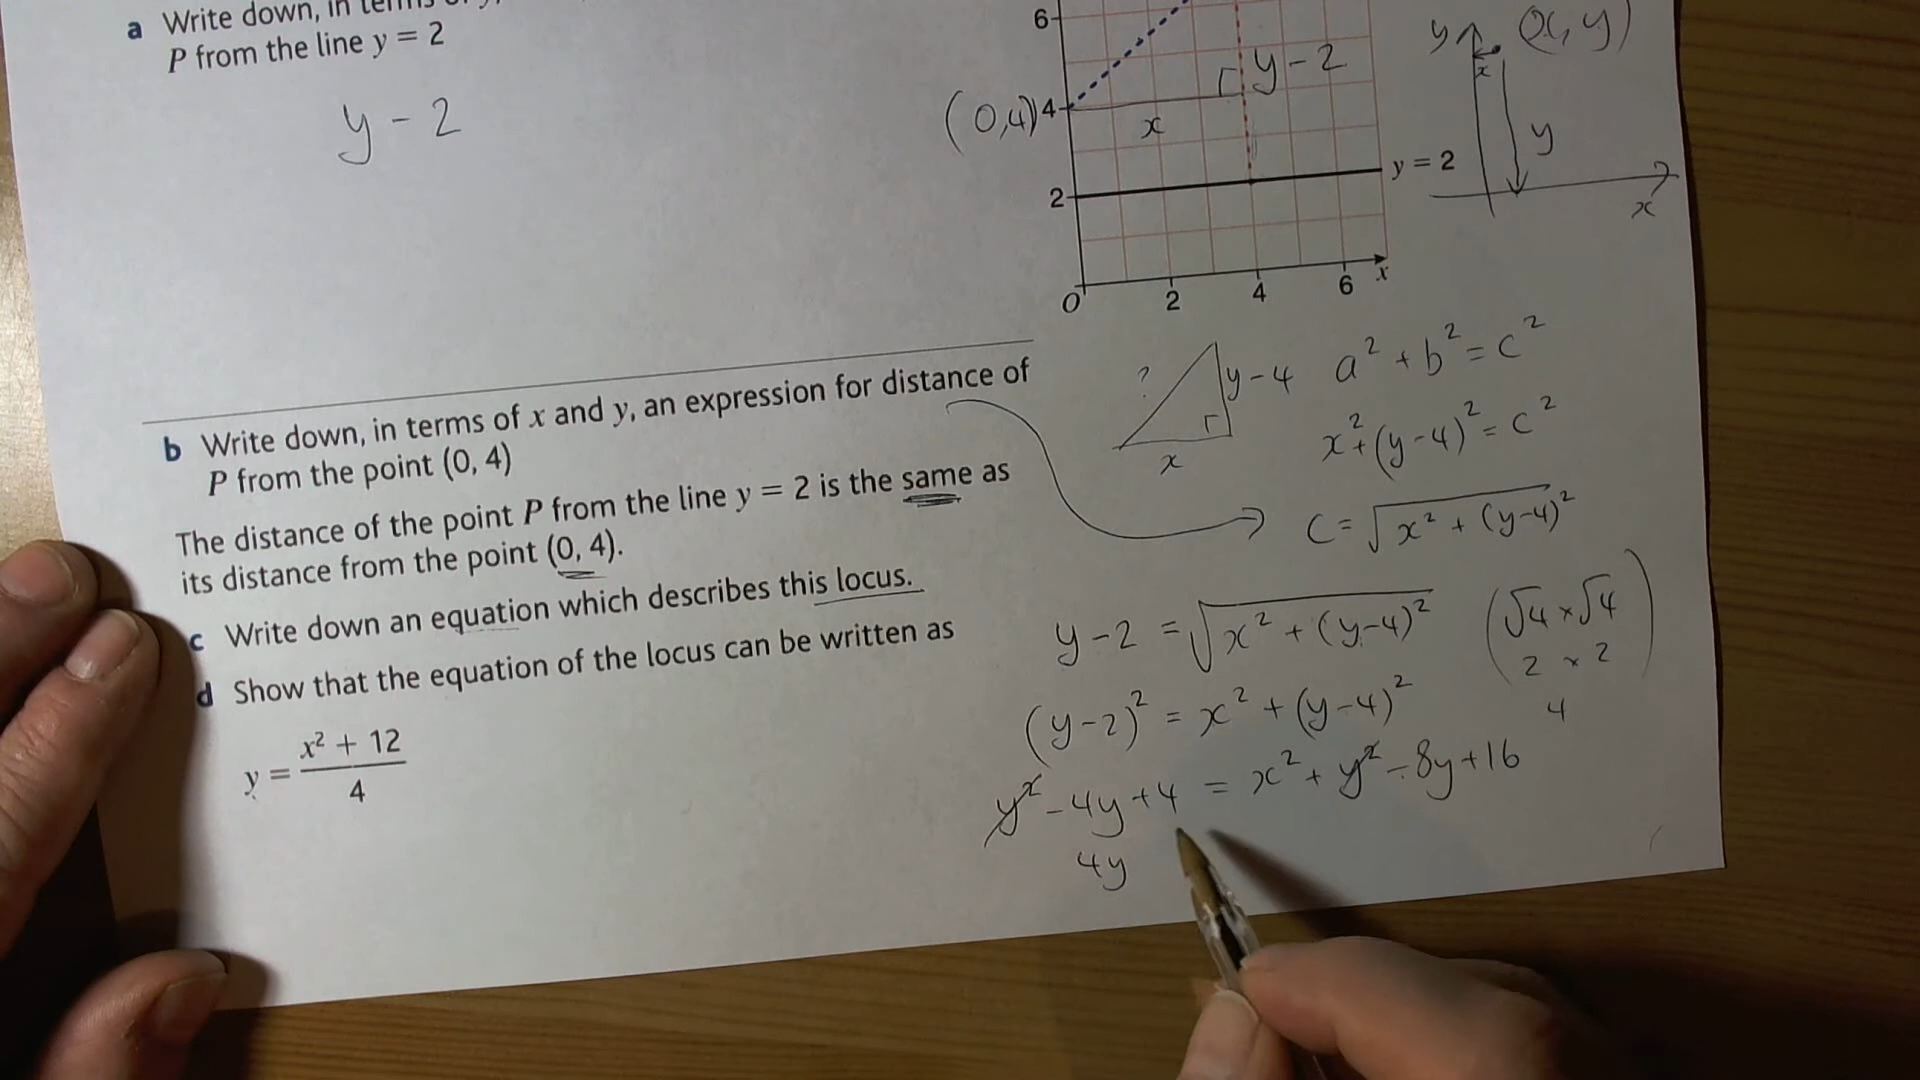 a Write down, in terms of y,
P from the line y = 2
y - 2
6
(0,4) 4
x
y - 2
2
y = 2
O 2 4 6 x
y (x, y)
x
y
x
b Write down, in terms of x and y, an expression for distance of
P from the point (0, 4)
The distance of the point P from the line y = 2 is the same as
its distance from the point (0, 4).
c Write down an equation which describes this locus.
d Show that the equation of the locus can be written as
y = \frac{x² + 12}{4}
?
y - 4
x
a² + b² = c²
x² + (y - 4)² = c²
c = √(x² + (y-4)²)
y - 2 = √(x² + (y-4)²)
(√4 × √4)
2 × 2
4
(y-2)² = x² + (y-4)²
y² - 4y + 4 = x² + y² - 8y + 16
4y